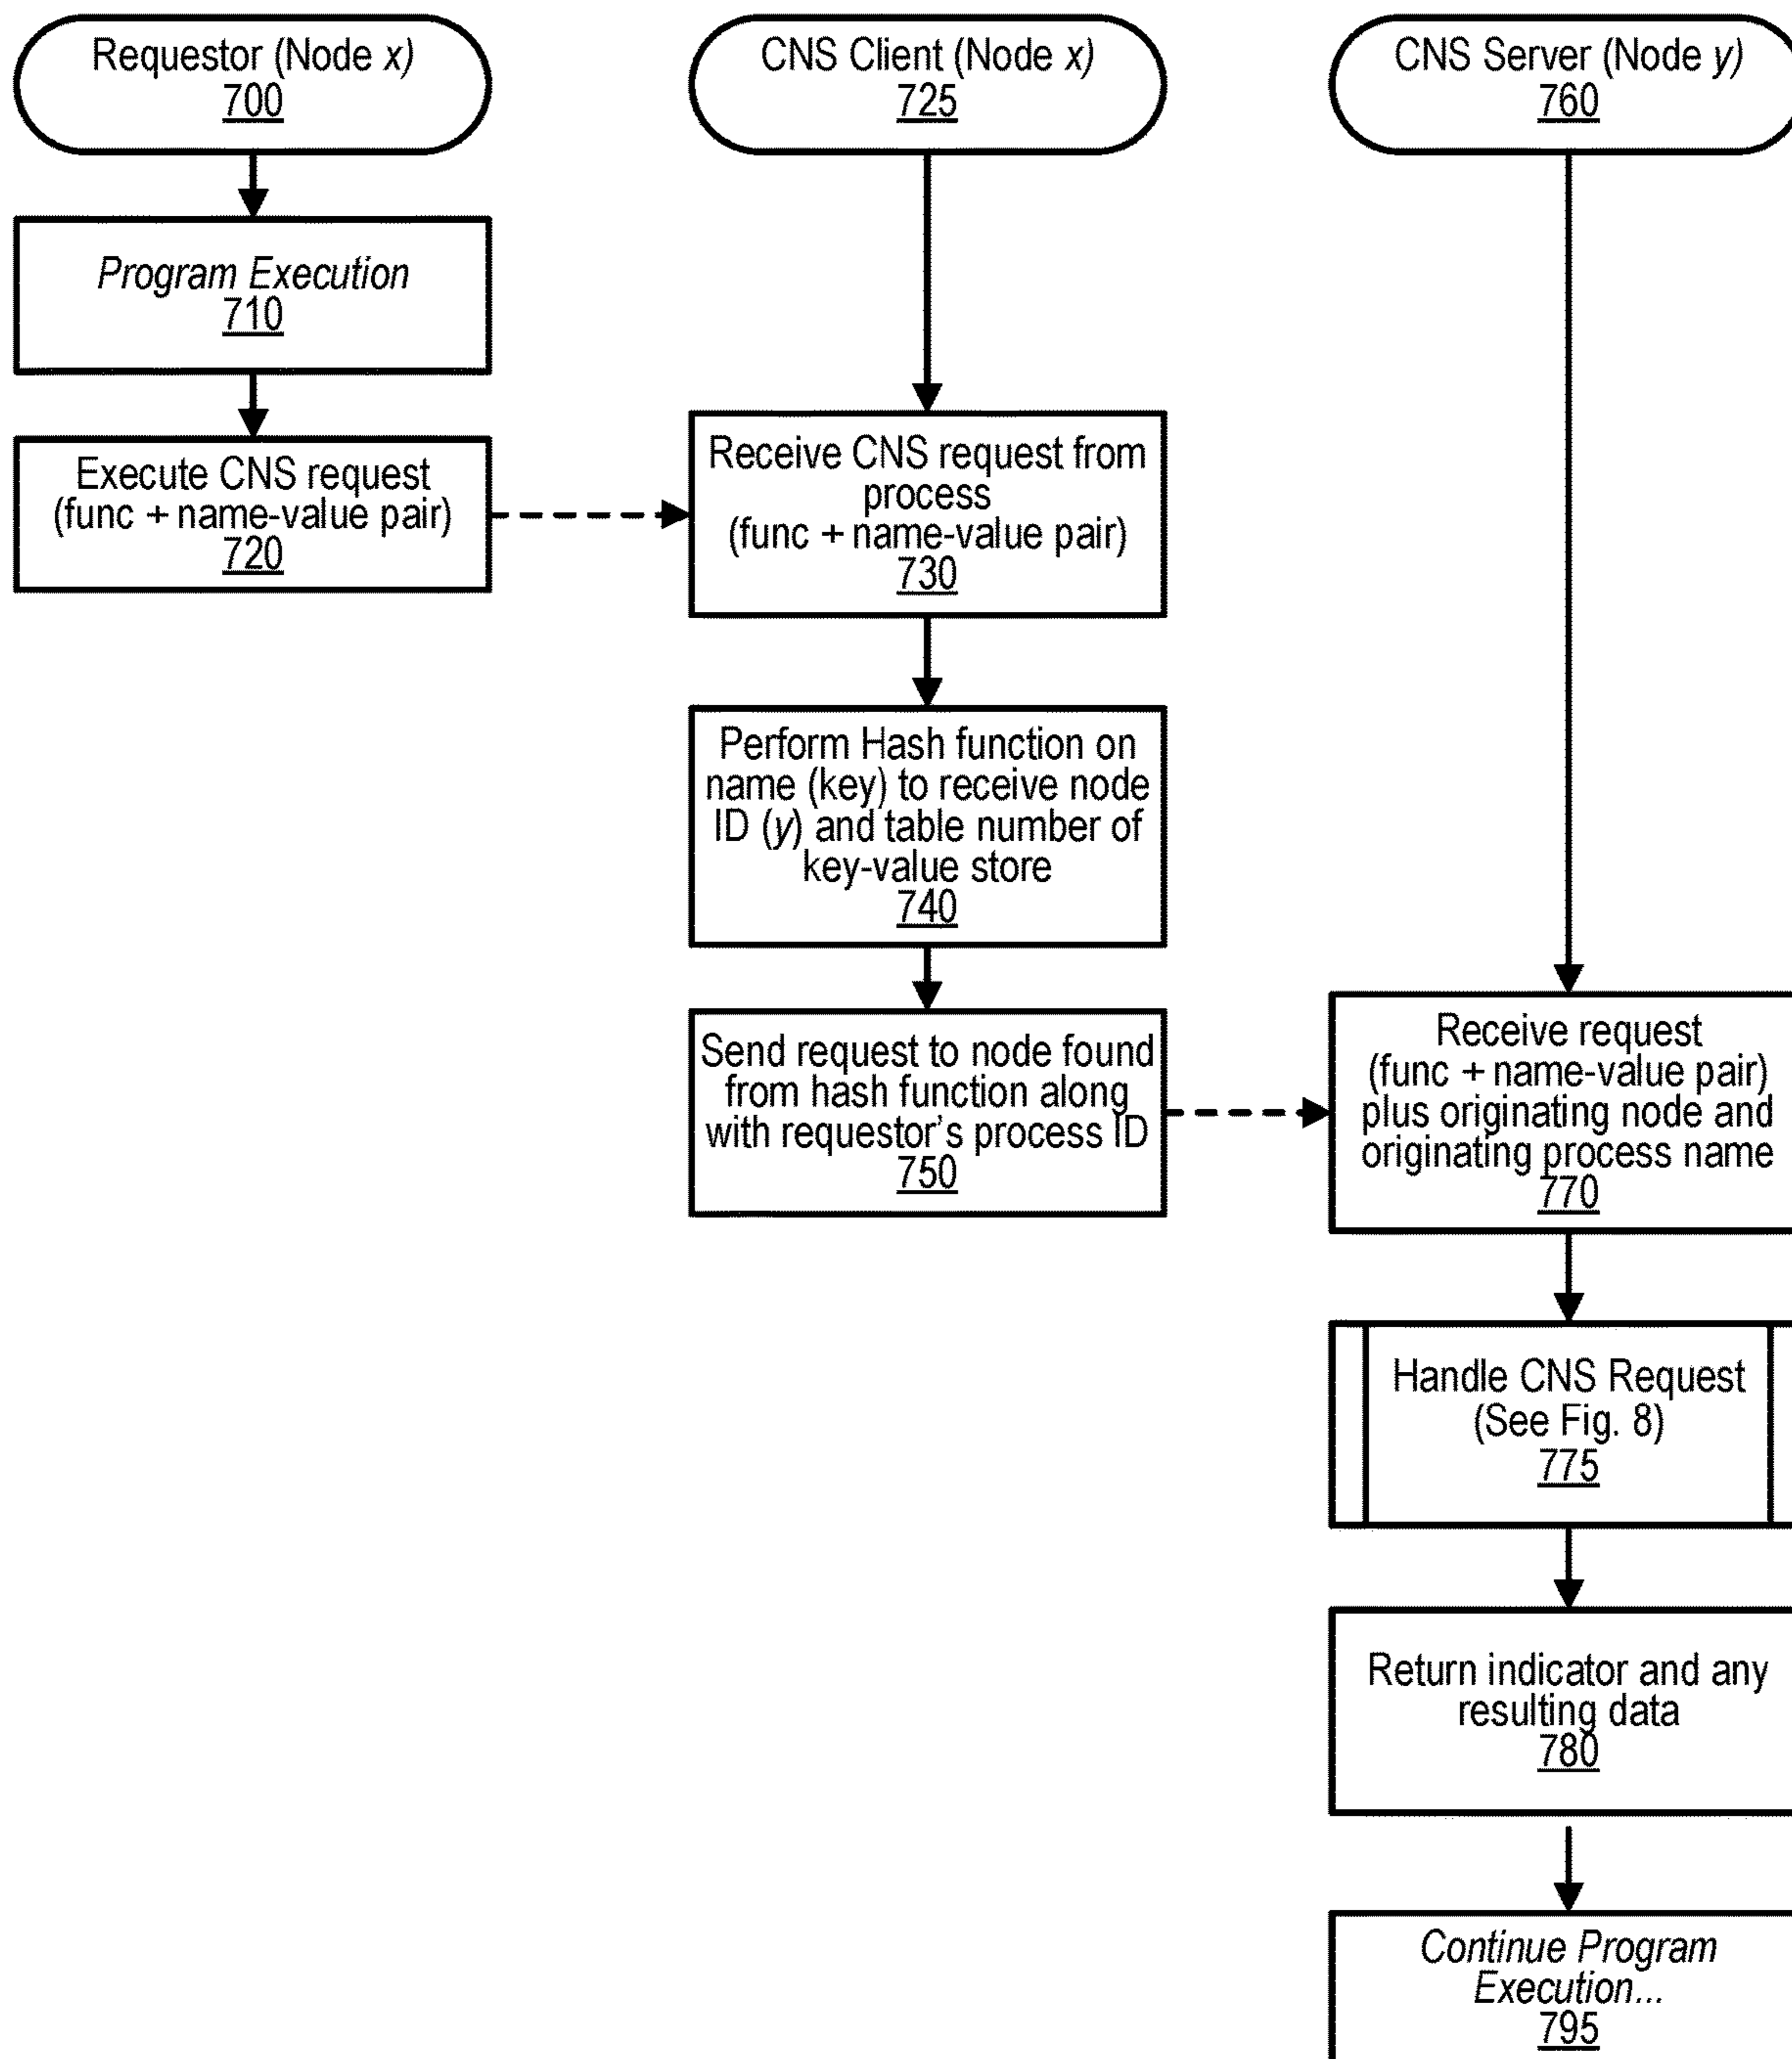 Requestor (Node x)
700
Program Execution
710
Execute CNS request
(func + name-value pair)
720
CNS Client (Node x)
725
Receive CNS request from
process
(func + name-value pair)
730
Perform Hash function on
name (key) to receive node
ID (y) and table number of
key-value store
740
Send request to node found
from hash function along
with requestor's process ID
750
CNS Server (Node y)
760
Receive request
(func + name-value pair)
plus originating node and
originating process name
770
Handle CNS Request
(See Fig. 8)
775
Return indicator and any
resulting data
780
Continue Program
Execution...
795